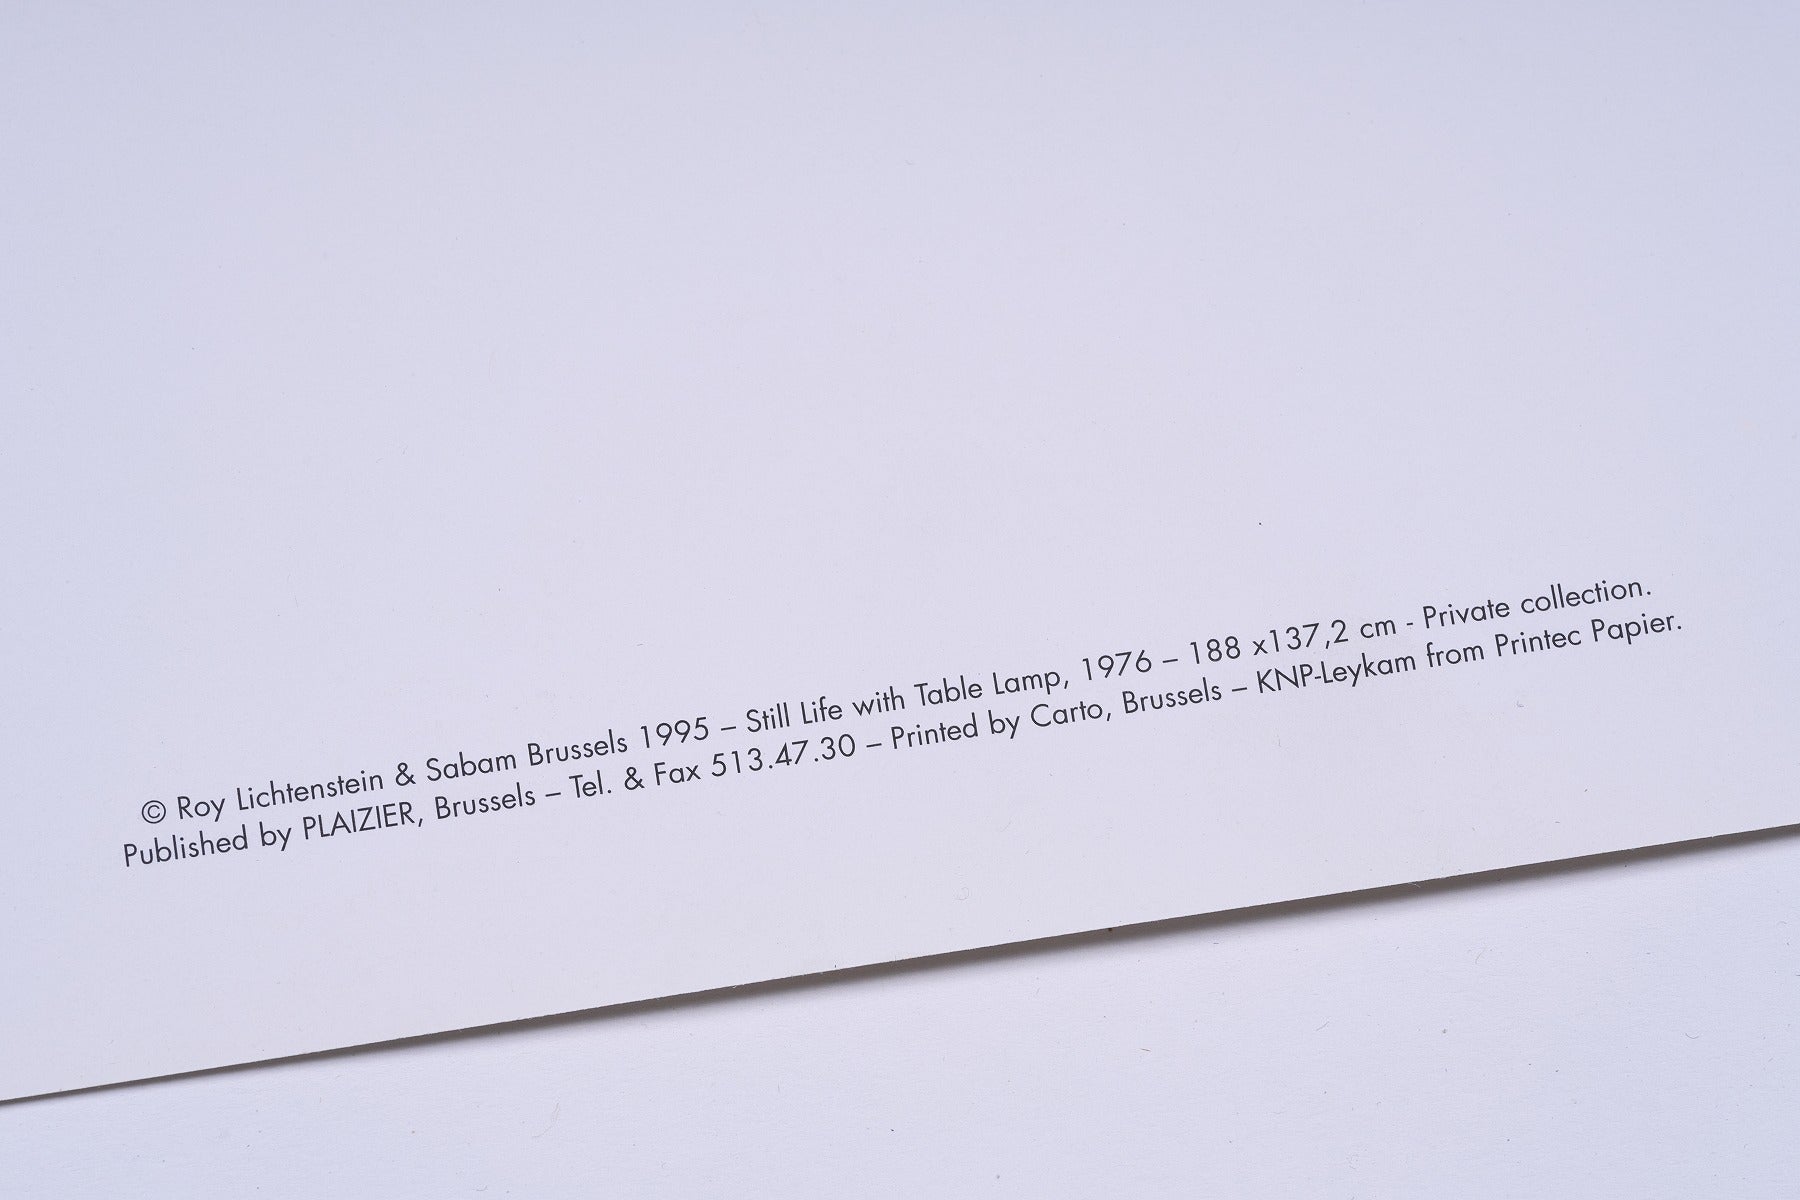 © Roy Lichtenstein & Sabam Brussels 1995 – Still Life with Table Lamp, 1976 – 188 x137,2 cm - Private collection.
Published by PLAIZIER, Brussels – Tel. & Fax 513.47.30 – Printed by Carto, Brussels – KNP-Leykam from Printec Papier.